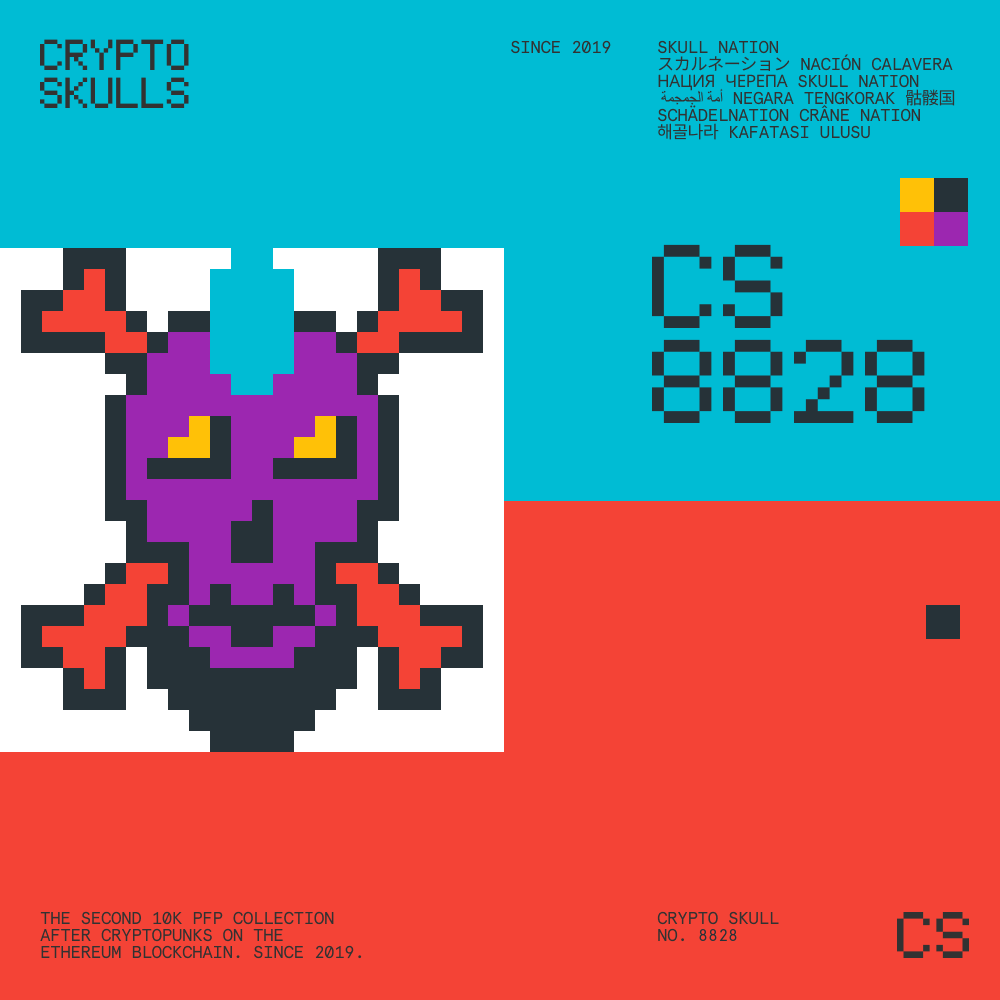 CRYPTO
SKULLS
SINCE 2019
SKULL NATION
スカルネーション NACIÓN CALAVERA
НАЦИЯ ЧЕРЕПА SKULL NATION
أمة الجمجمة NEGARA TENGKORAK 骷髅国
SCHÄDELNATION CRÂNE NATION
해골나라 KAFATASI ULUSU
CS
8828
THE SECOND 10K PFP COLLECTION
AFTER CRYPTOPUNKS ON THE
ETHEREUM BLOCKCHAIN. SINCE 2019.
CRYPTO SKULL
NO. 8828
CS